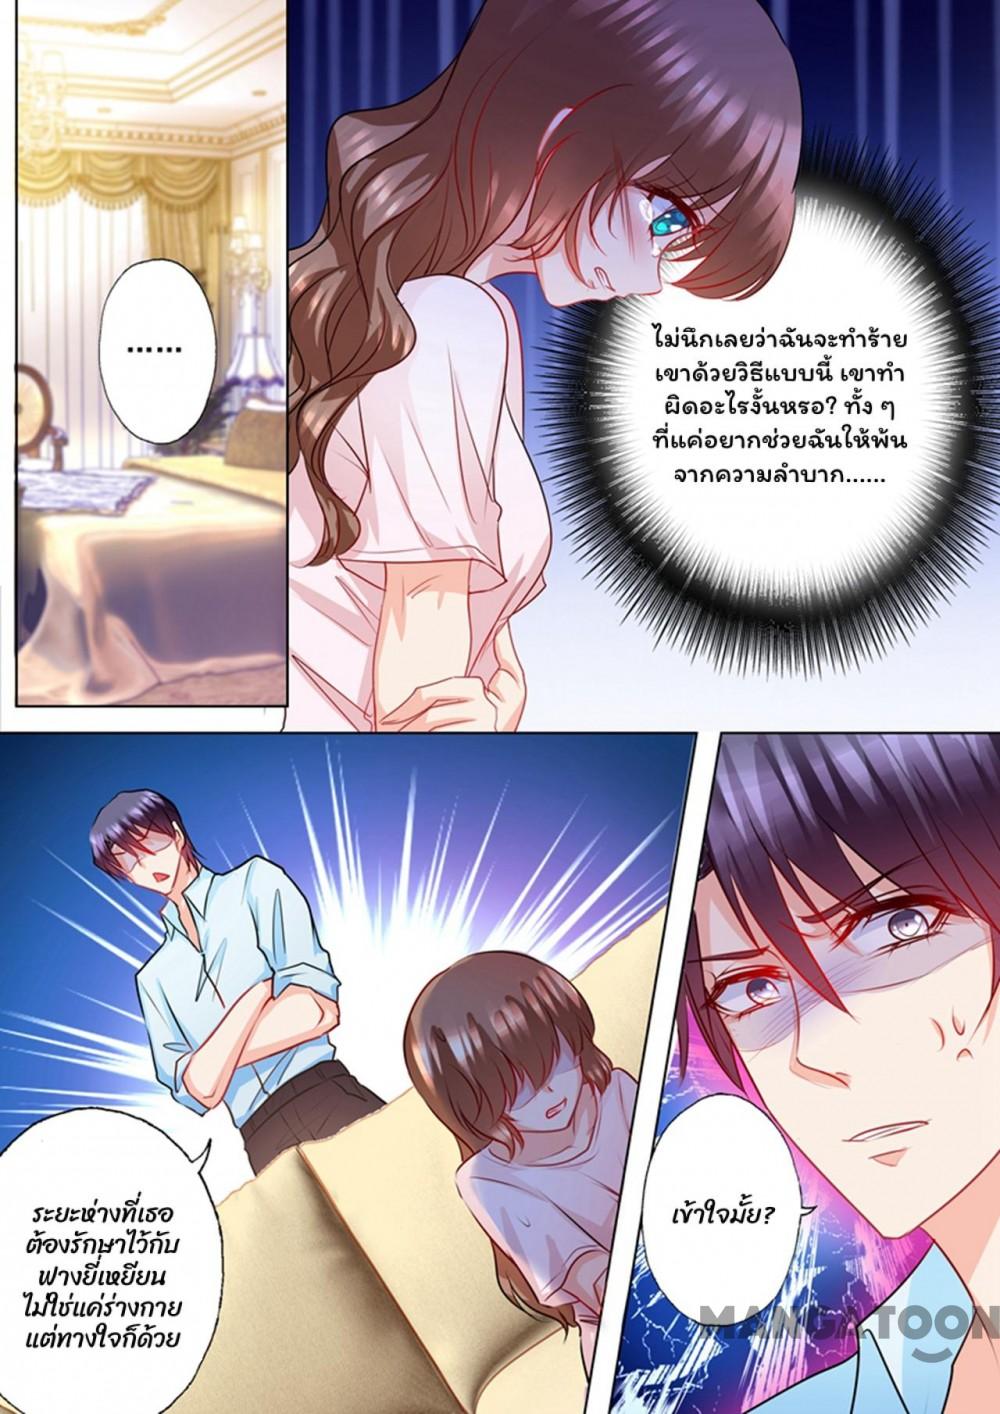 .......
ไม่นึกเลยว่าฉันจะทำร้าย
เขาด้วยวิธีแบบนี้ เขาทำ
ผิดอะไรงั้นหรอ? ทั้ง ๆ
ที่แค่อยากช่วยฉันให้พ้น
จากความลำบาก......
ระยะห่างที่เธอ
ต้องรักษาไว้กับ
ฟางยี่เหยียน
ไม่ใช่แค่ร่างกาย
แต่ทางใจก็ด้วย
เข้าใจมั้ย?
MANGATOON